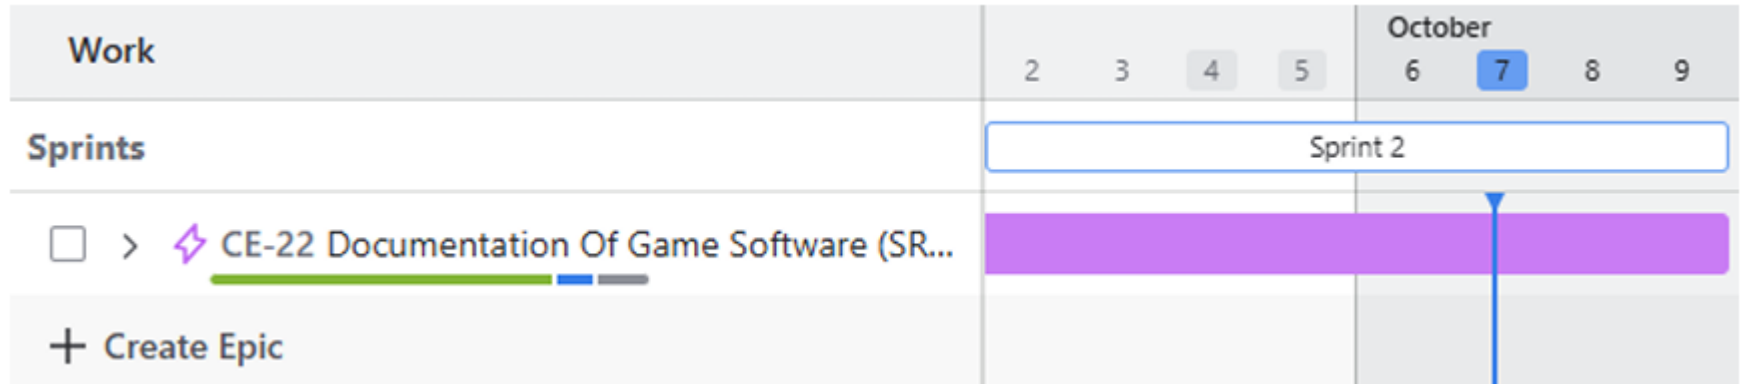 Work
October
2 3 4 5 6 7 8 9
Sprints
Sprint 2
CE-22 Documentation Of Game Software (SR...
Create Epic